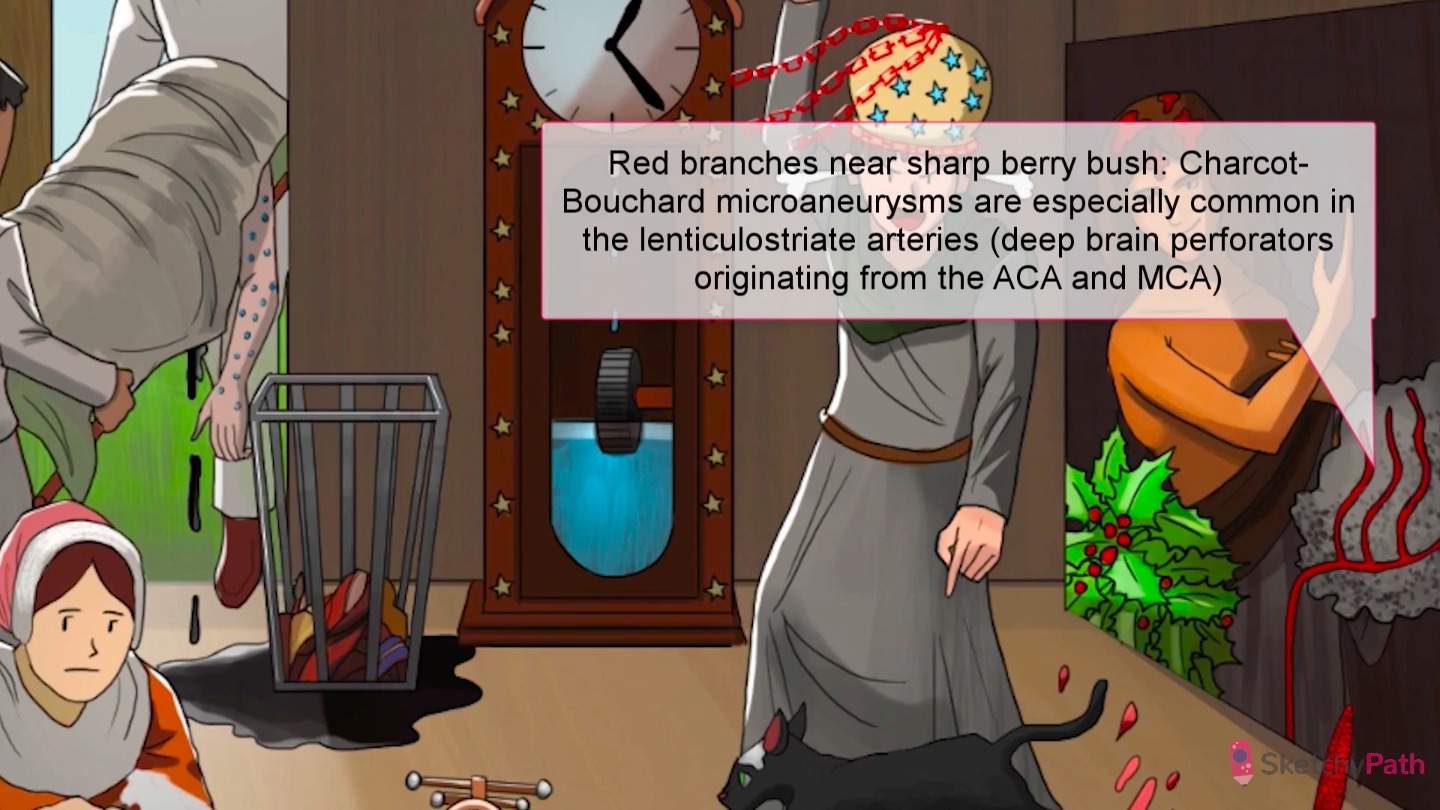 Red branches near sharp berry bush: Charcot-
Bouchard microaneurysms are especially common in
the lenticulostriate arteries (deep brain perforators
originating from the ACA and MCA)
SketchyPath